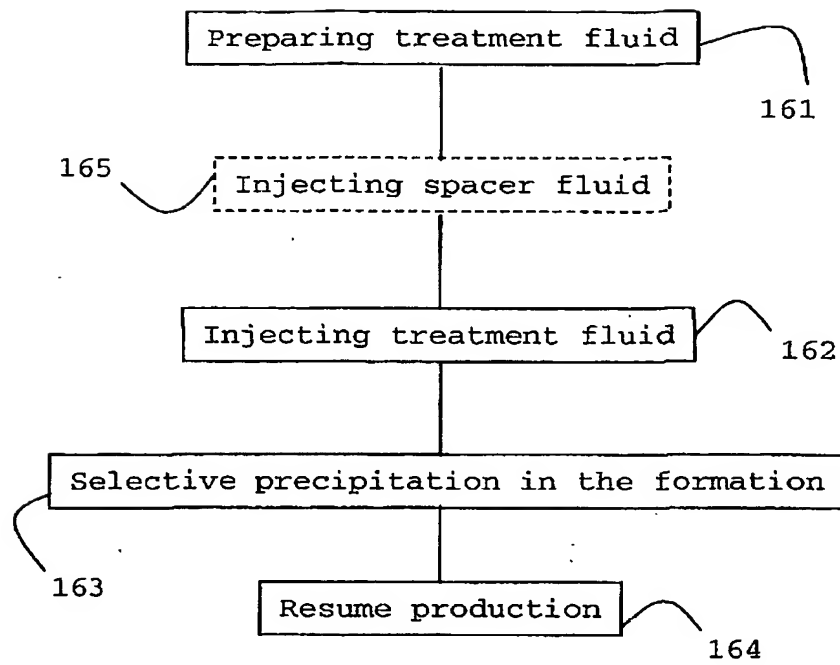 Preparing treatment fluid
161
165
Injecting spacer fluid
Injecting treatment fluid
162
Selective precipitation in the formation
163
Resume production
164